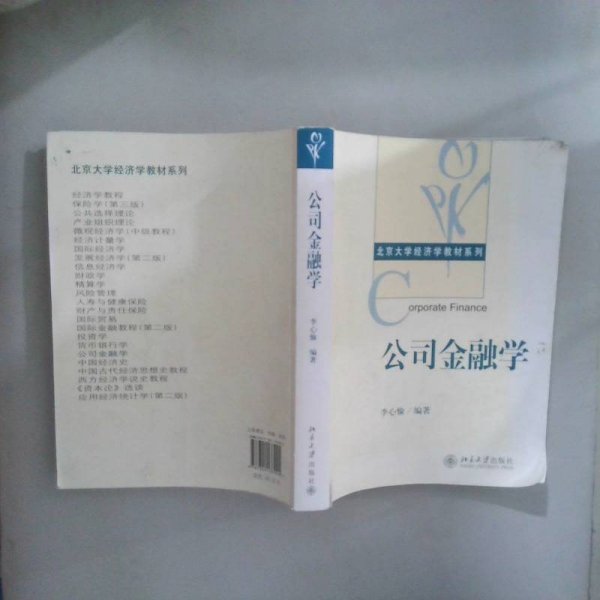 北京大学经济学教材系列
经济学教程
保险学(第三版)
公共选择理论
产业组织理论
微观经济学(中级教程)
经济计量学
国际经济学
发展经济学(第二版)
信息经济学
财政学
精算学
风险管理
人寿与健康保险
财产与责任保险
国际贸易
国际金融教程(第二版)
投资学
货币银行学
公司金融学
中国经济史
中国古代经济思想史教程
西方经济学说史教程
《资本论》选读
应用经济统计学(第二版)
公司金融学
李心愉 编著
北京大学出版社
北京大学经济学教材系列
Corporate Finance
公司金融学
李心愉/编著
北京大学出版社